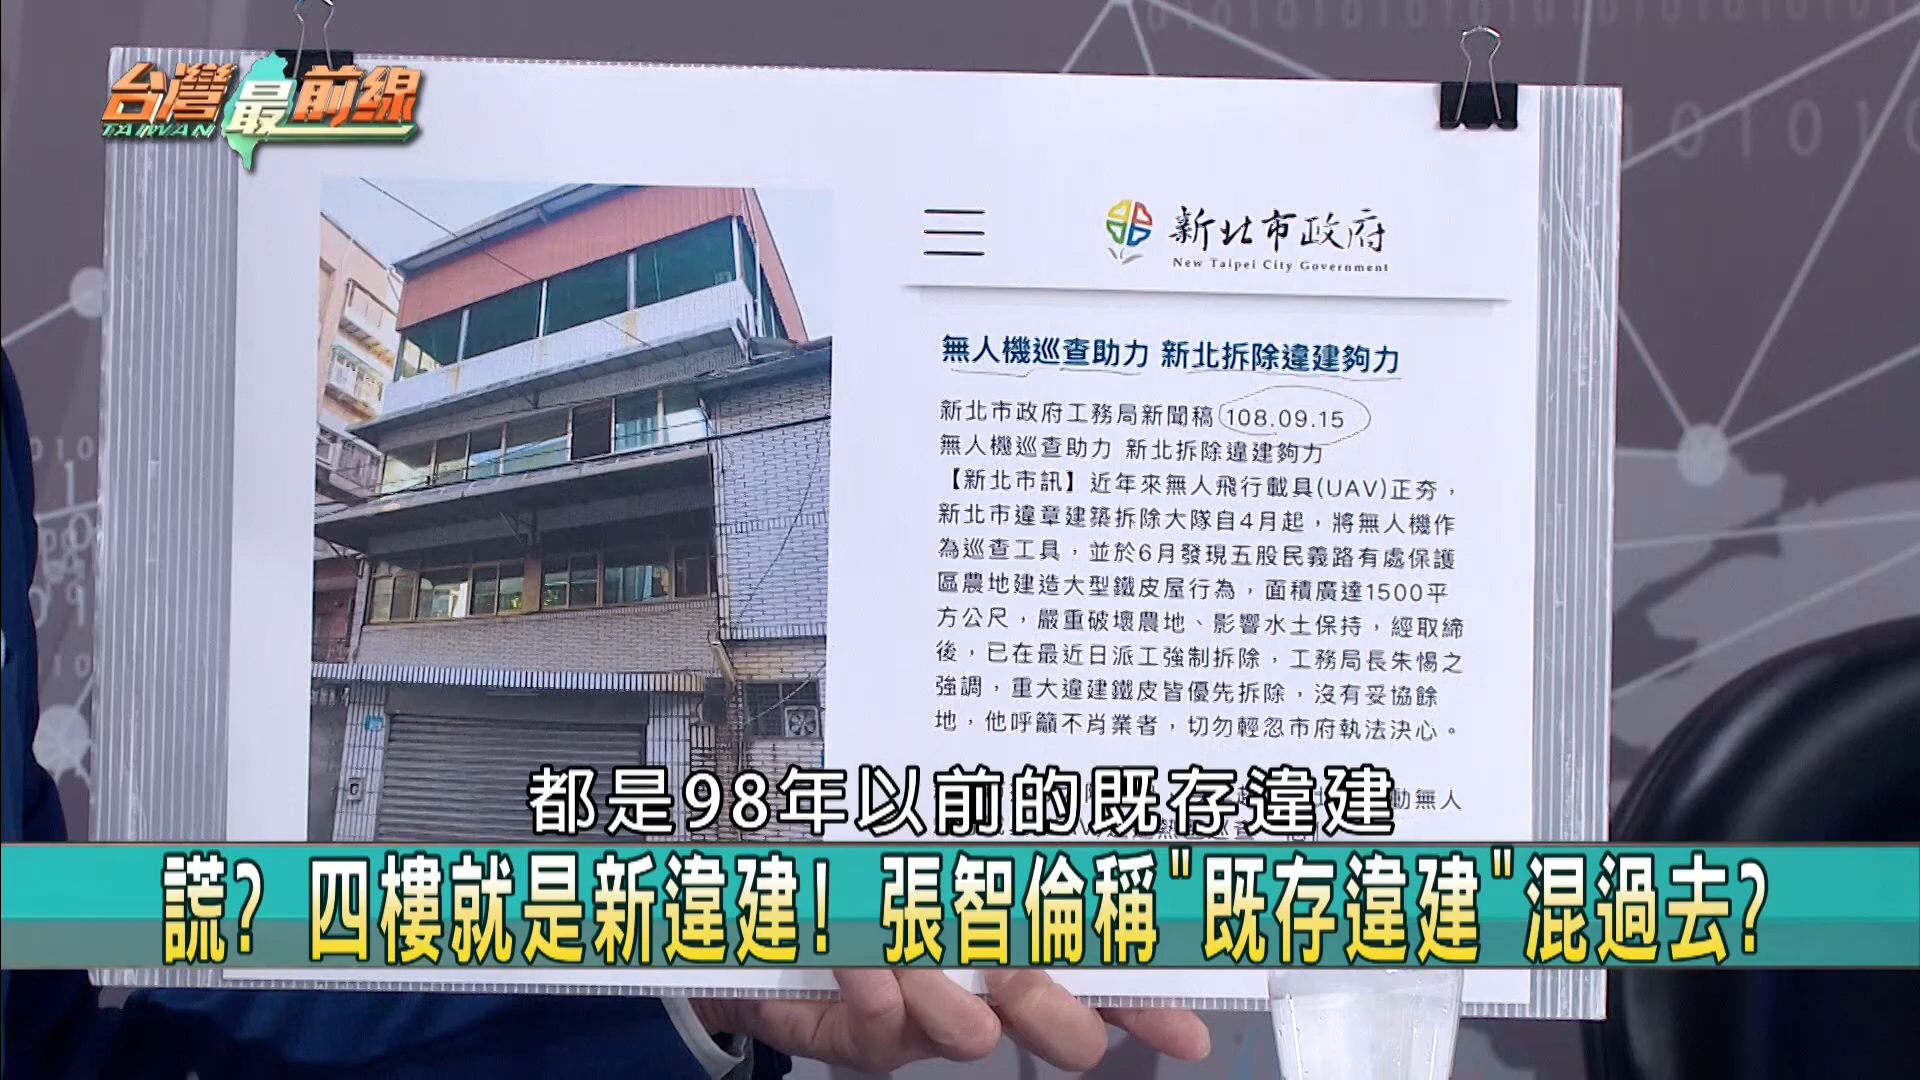 台灣最前線
TAIWAN
新北市政府
New Taipei City Government
無人機巡查助力 新北拆除違建夠力
新北市政府工務局新聞稿 108.09.15
無人機巡查助力 新北拆除違建夠力
【新北市訊】近年來無人飛行載具(UAV)正夯，
新北市違章建築拆除大隊自4月起，將無人機作
為巡查工具，並於6月發現五股民義路有處保護
區農地建造大型鐵皮屋行為，面積廣達1500平
方公尺，嚴重破壞農地、影響水土保持，經取締
後，已在最近日派工強制拆除，工務局長朱惕之
強調，重大違建鐵皮皆優先拆除，沒有妥協餘
地，他呼籲不肖業者，切勿輕忽市府執法決心。
動無人
都是98年以前的既存違建
謊? 四樓就是新違建! 張智倫稱"既存違建"混過去?